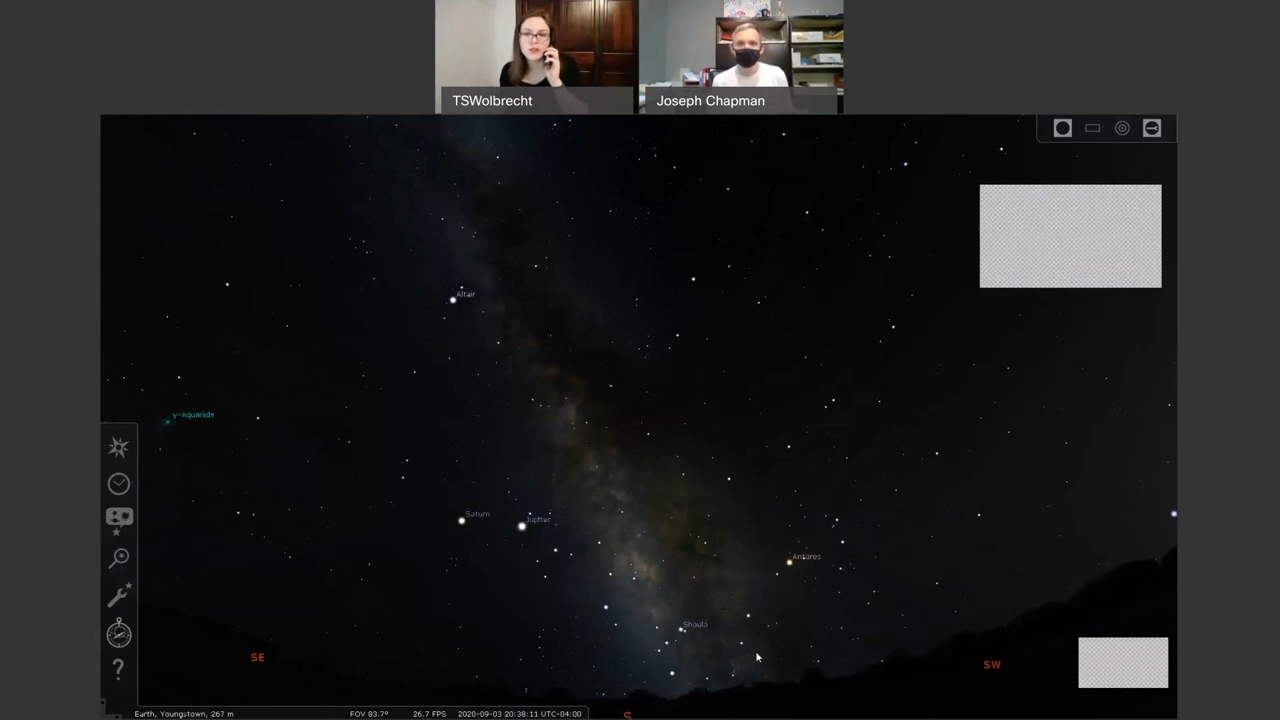 TSWolbrecht
Joseph Chapman
Altair
γ-Aquariids
Saturn
Jupiter
Antares
Shaula
SE
SW
S
Earth, Youngstown, 267 m
FOV 83.7°
26.7 FPS
2020-09-03 20:38:11 UTC-04:00
?